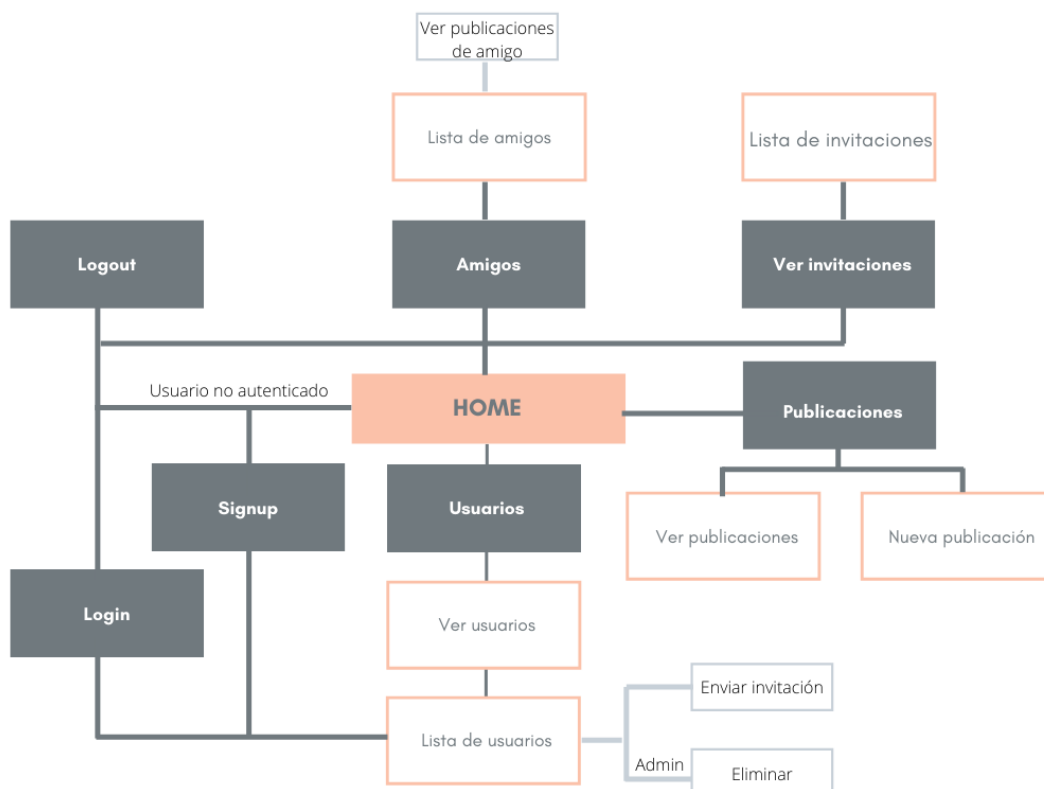 Ver publicaciones
de amigo
Lista de amigos
Lista de invitaciones
Logout
Amigos
Ver invitaciones
Usuario no autenticado
HOME
Publicaciones
Signup
Usuarios
Ver publicaciones
Nueva publicación
Login
Ver usuarios
Enviar invitación
Lista de usuarios
Admin
Eliminar